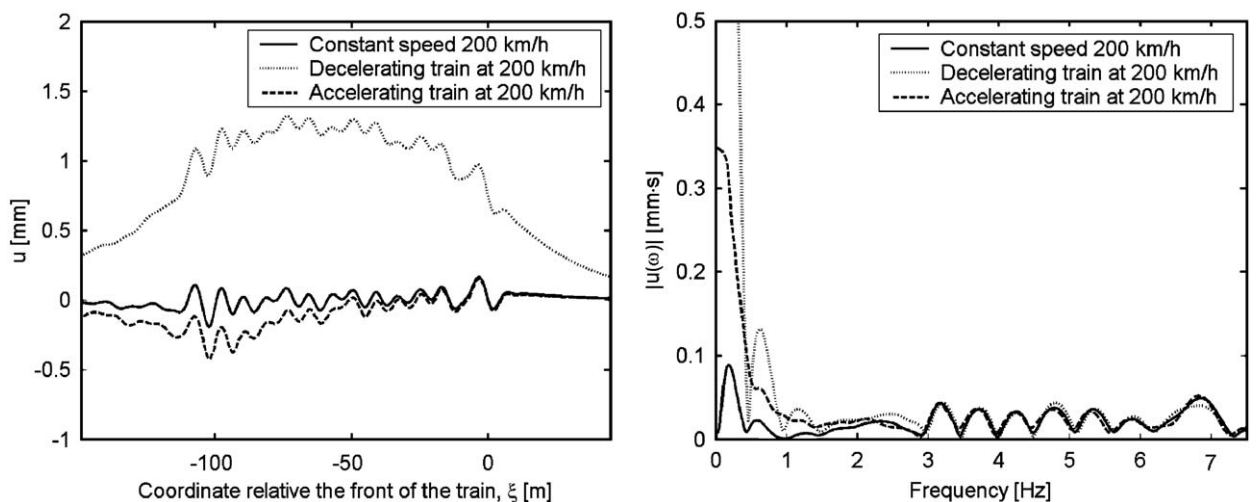 2
1.5
1
0.5
0
-0.5
-1
u [mm]
Constant speed 200 km/h
Decelerating train at 200 km/h
Accelerating train at 200 km/h
-100
-50
0
Coordinate relative the front of the train, ξ [m]
0.5
0.4
0.3
0.2
0.1
0
|u(ω)| [mm·s]
Constant speed 200 km/h
Decelerating train at 200 km/h
Accelerating train at 200 km/h
0
1
2
3
4
5
6
7
Frequency [Hz]